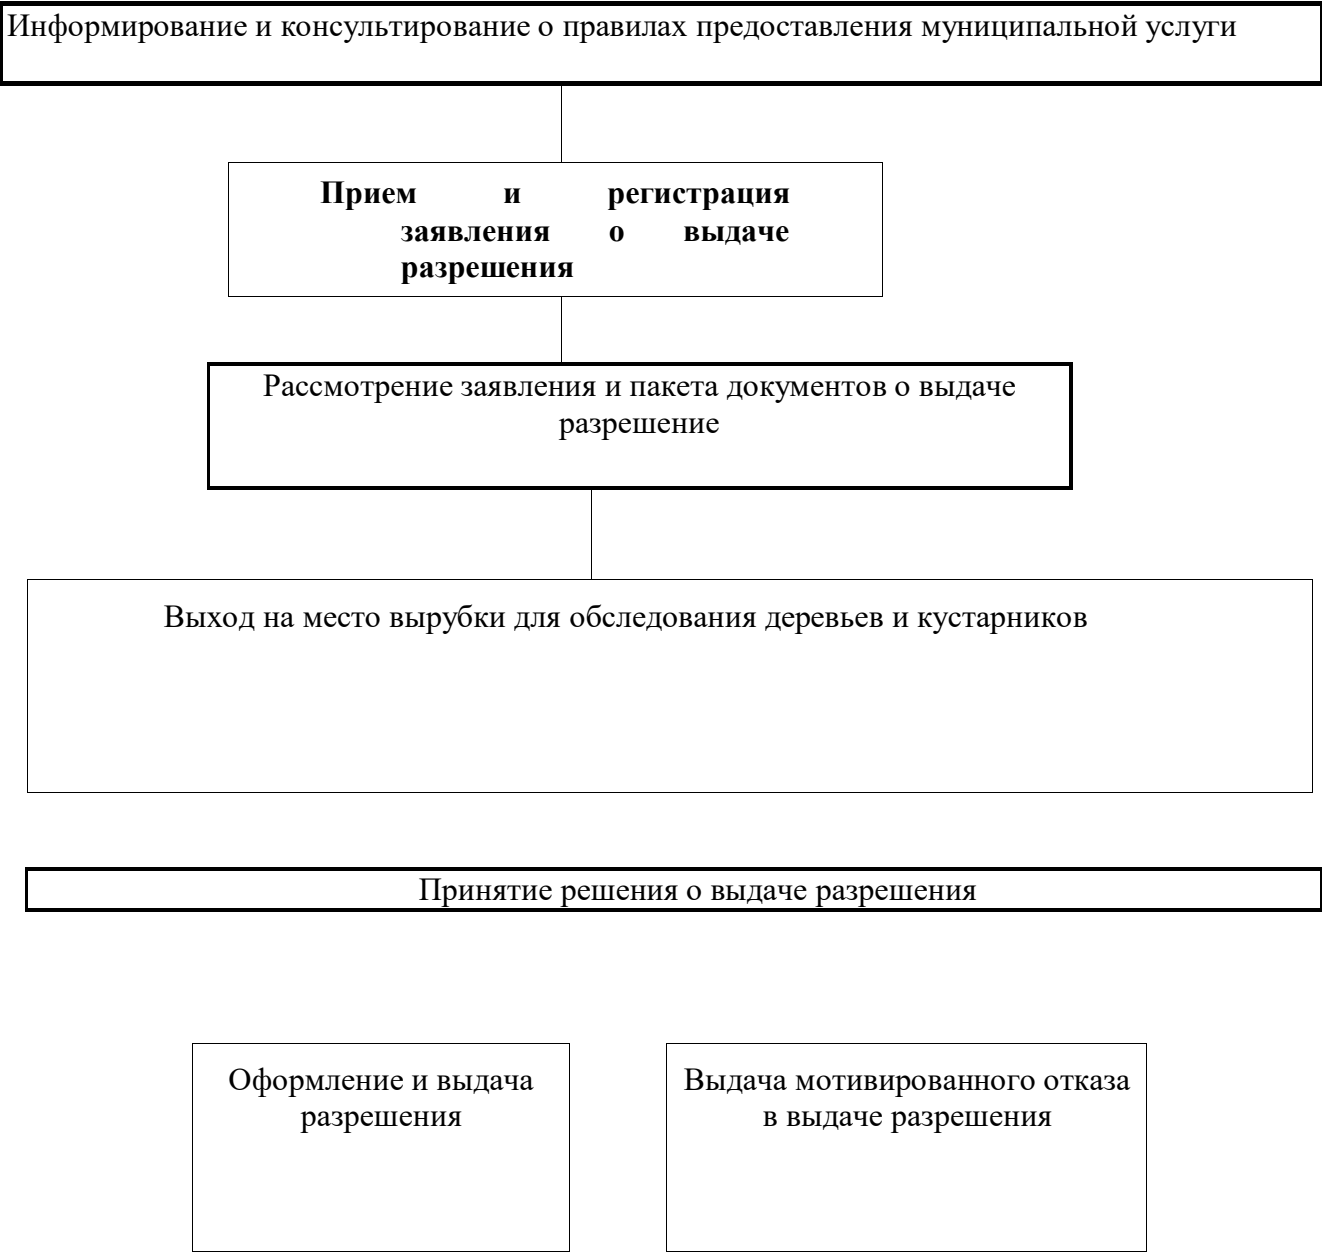 Информирование и консультирование о правилах предоставления муниципальной услуги
Прием и регистрация
заявления о выдаче
разрешения
Рассмотрение заявления и пакета документов о выдаче
разрешение
Выход на место вырубки для обследования деревьев и кустарников
Принятие решения о выдаче разрешения
Оформление и выдача
разрешения
Выдача мотивированного отказа
в выдаче разрешения